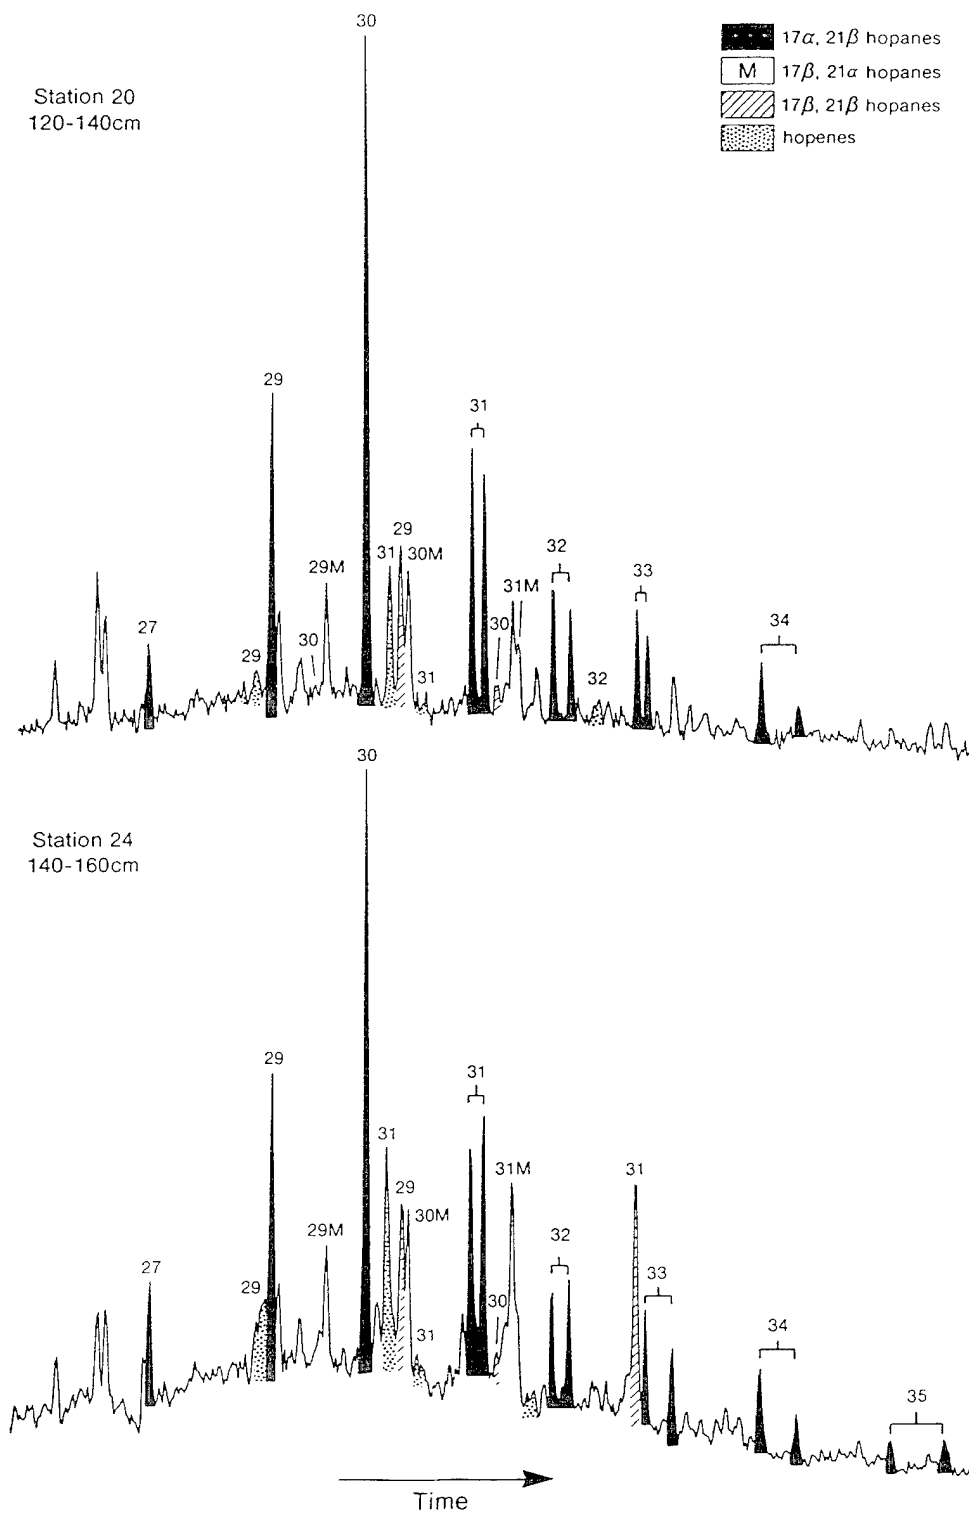 30
17α, 21β hopanes
M 17β, 21α hopanes
17β, 21β hopanes
hopenes
Station 20
120-140cm
29
31
29
31 30M
32
29M 31M
33
27 30 30 34
29
31 32
30
Station 24
140-160cm
29
31
31
31M 31
29
30M
29M 32
27
29 33
30
31 34
35
Time